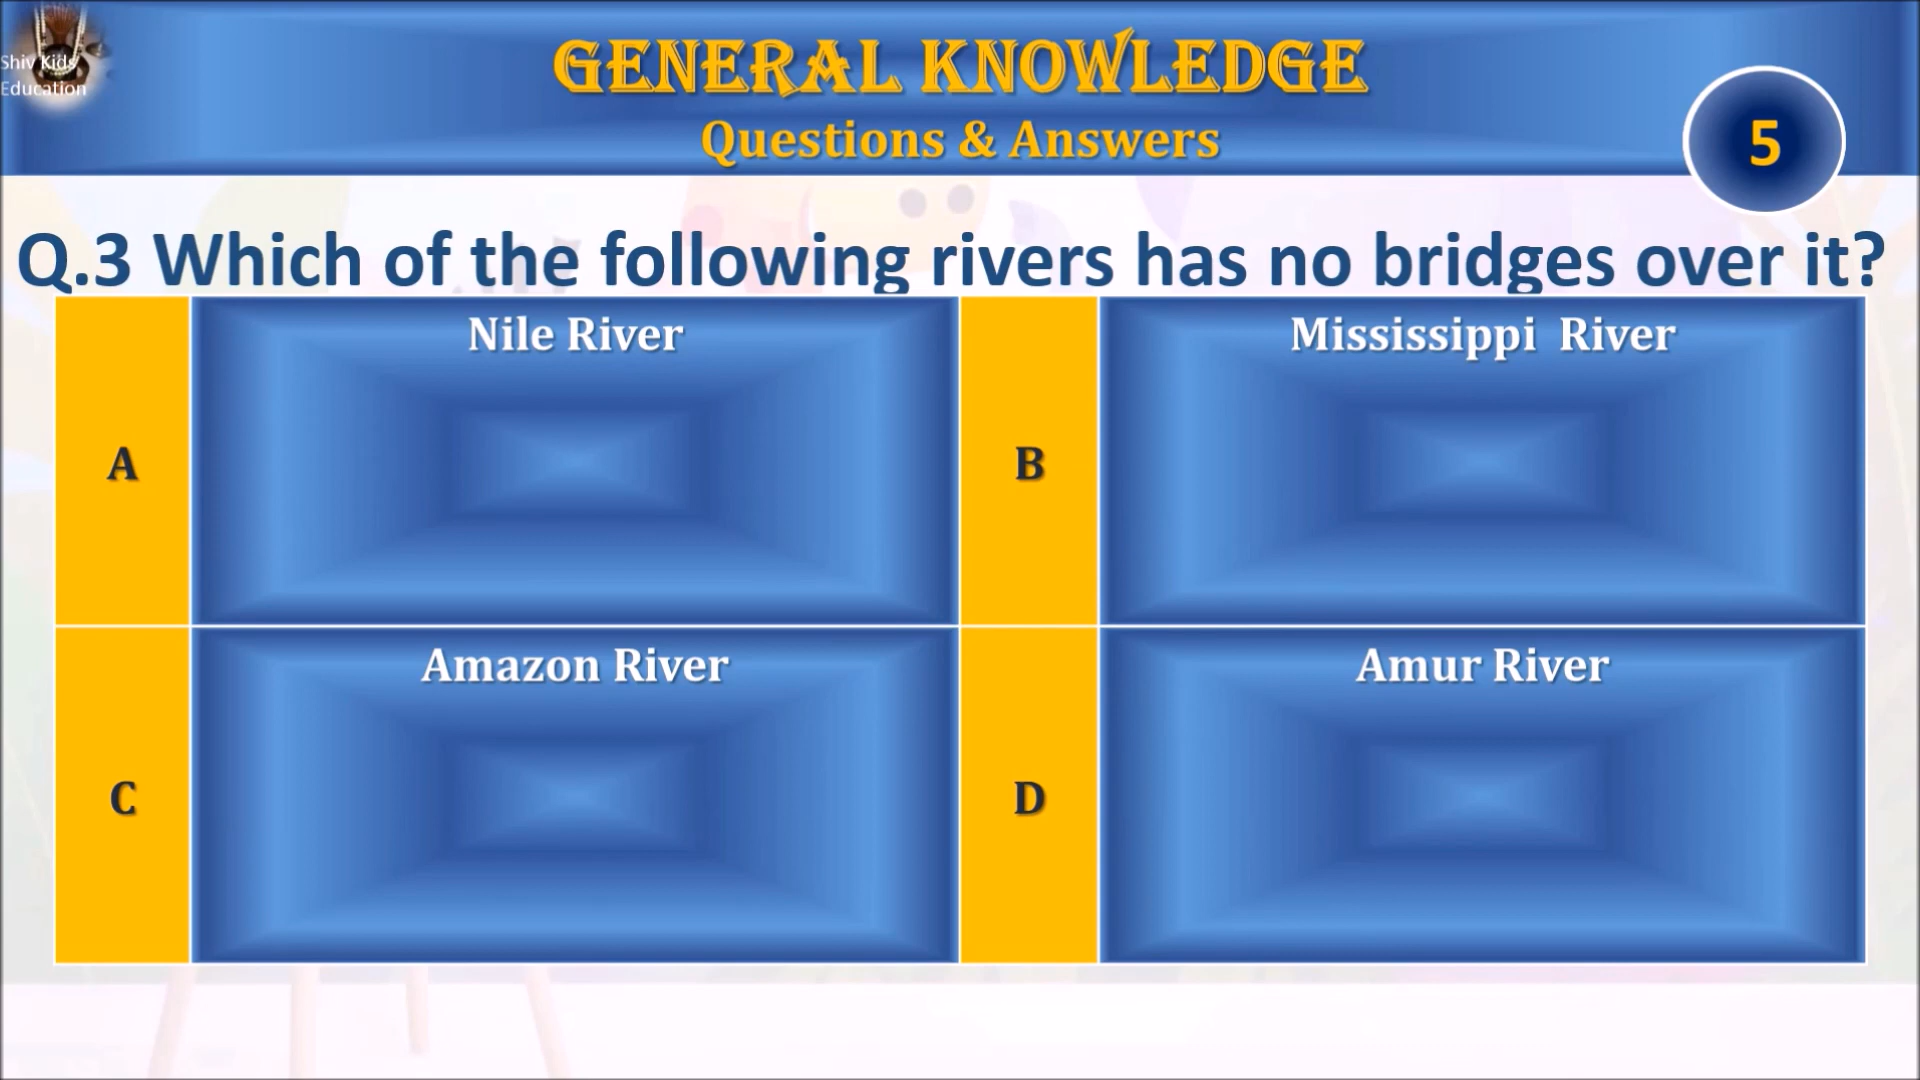 Shiv Kids
Education
GENERAL KNOWLEDGE
Questions & Answers
5
Q.3 Which of the following rivers has no bridges over it?
A
Nile River
B
Mississippi River
C
Amazon River
D
Amur River